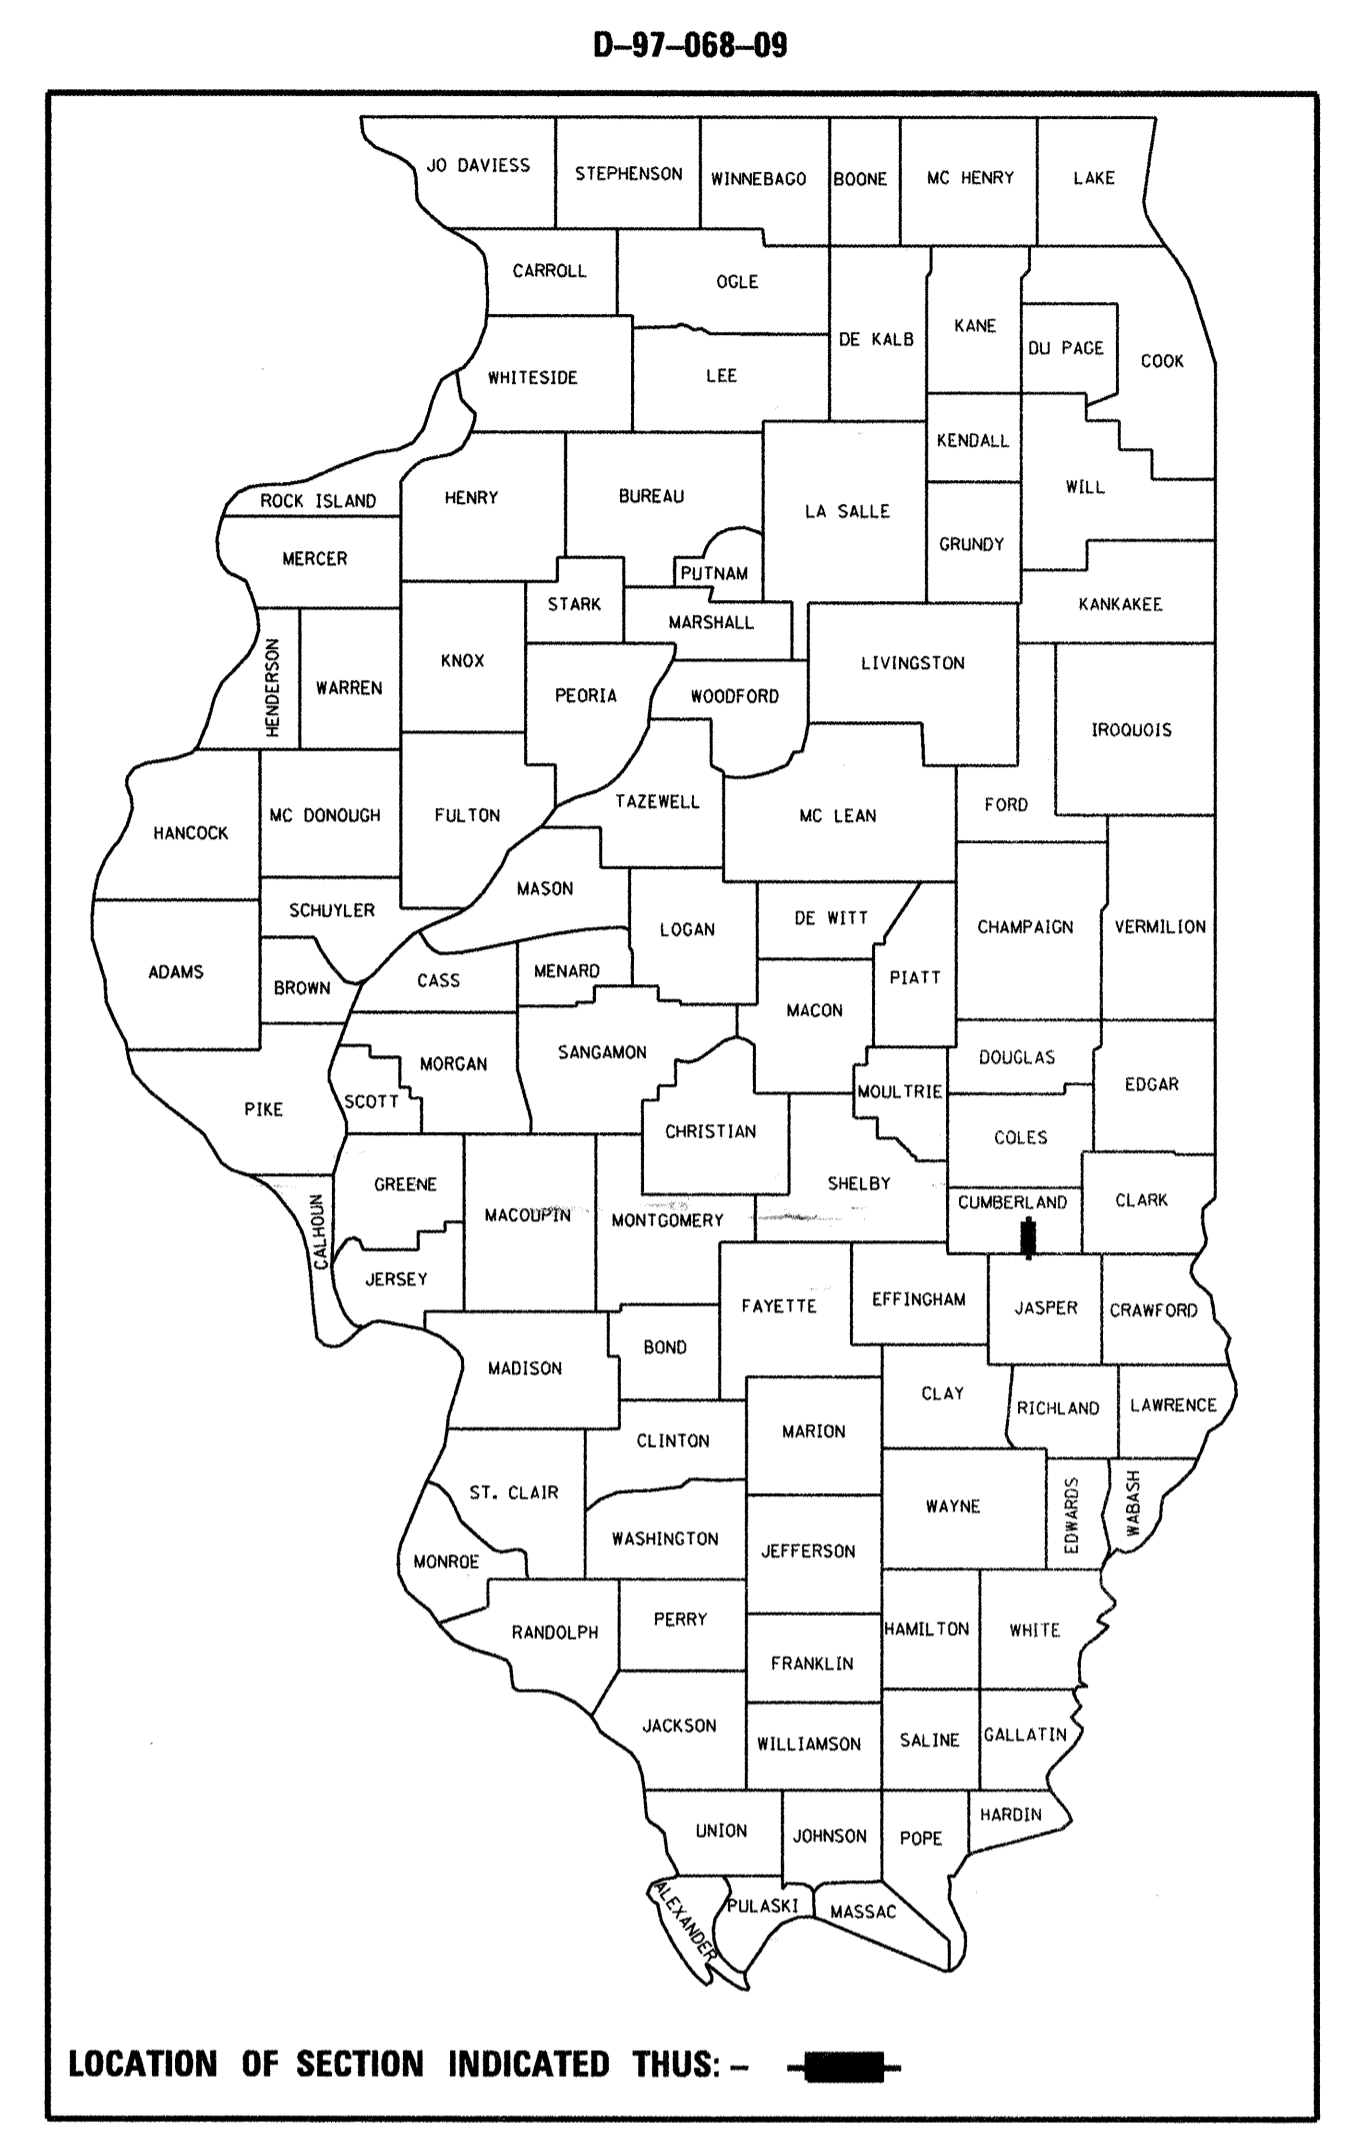 D-97-068-09
JO DAVIESS
STEPHENSON
WINNEBAGO
BOONE
MC HENRY
LAKE
CARROLL
OGLE
DE KALB
KANE
DU PAGE
COOK
WHITESIDE
LEE
KENDALL
ROCK ISLAND
HENRY
BUREAU
LA SALLE
WILL
GRUNDY
MERCER
PUTNAM
STARK
MARSHALL
KANKAKEE
HENDERSON
WARREN
KNOX
PEORIA
WOODFORD
LIVINGSTON
IROQUOIS
HANCOCK
MC DONOUGH
FULTON
TAZEWELL
MC LEAN
FORD
SCHUYLER
MASON
LOGAN
DE WITT
CHAMPAIGN
VERMILION
ADAMS
BROWN
CASS
MENARD
PIATT
MACON
SANGAMON
MORGAN
DOUGLAS
EDGAR
PIKE
SCOTT
CHRISTIAN
MOULTRIE
COLES
GREENE
SHELBY
CALHOUN
MACOUPIN
MONTGOMERY
CUMBERLAND
CLARK
JERSEY
FAYETTE
EFFINGHAM
JASPER
CRAWFORD
MADISON
BOND
CLAY
RICHLAND
LAWRENCE
MARION
CLINTON
ST. CLAIR
WAYNE
EDWARDS
WABASH
WASHINGTON
JEFFERSON
MONROE
RANDOLPH
PERRY
HAMILTON
WHITE
FRANKLIN
JACKSON
WILLIAMSON
SALINE
GALLATIN
UNION
JOHNSON
POPE
HARDIN
ALEXANDER
PULASKI
MASSAC
LOCATION OF SECTION INDICATED THUS: -